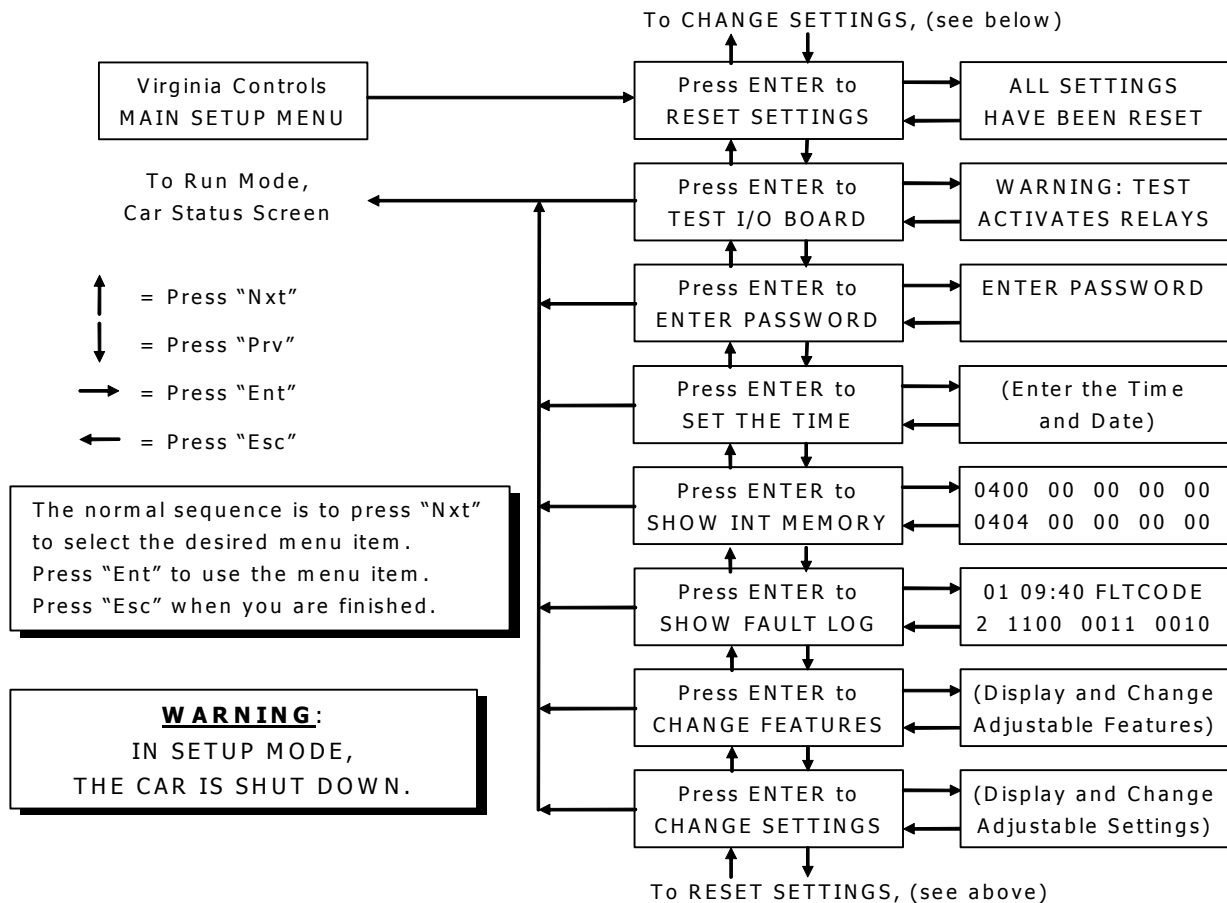 To CHANGE SETTINGS, (see below)
Virginia Controls
MAIN SETUP MENU
Press ENTER to
RESET SETTINGS
ALL SETTINGS
HAVE BEEN RESET
To Run Mode,
Car Status Screen
Press ENTER to
TEST I/O BOARD
WARNING: TEST
ACTIVATES RELAYS
= Press “Nxt”
= Press “Prv”
= Press “Ent”
= Press “Esc”
Press ENTER to
ENTER PASSWORD
ENTER PASSWORD
Press ENTER to
SET THE TIME
(Enter the Time
and Date)
The normal sequence is to press “Nxt”
to select the desired menu item.
Press “Ent” to use the menu item.
Press “Esc” when you are finished.
Press ENTER to
SHOW INT MEMORY
0400 00 00 00 00
0404 00 00 00 00
Press ENTER to
SHOW FAULT LOG
01 09:40 FLTCODE
2 1100 0011 0010
WARNING:
IN SETUP MODE,
THE CAR IS SHUT DOWN.
Press ENTER to
CHANGE FEATURES
(Display and Change
Adjustable Features)
Press ENTER to
CHANGE SETTINGS
(Display and Change
Adjustable Settings)
To RESET SETTINGS, (see above)